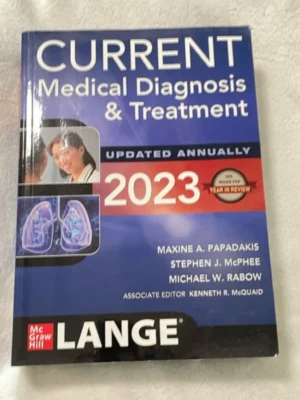 CURRENT
Medical Diagnosis
& Treatment
UPDATED ANNUALLY
2023
YEAR IN REVIEW
MAXINE A. PAPADAKIS
STEPHEN J. McPHEE
MICHAEL W. RABOW
ASSOCIATE EDITOR KENNETH R. McQUAID
Mc
Graw
Hill
LANGE®